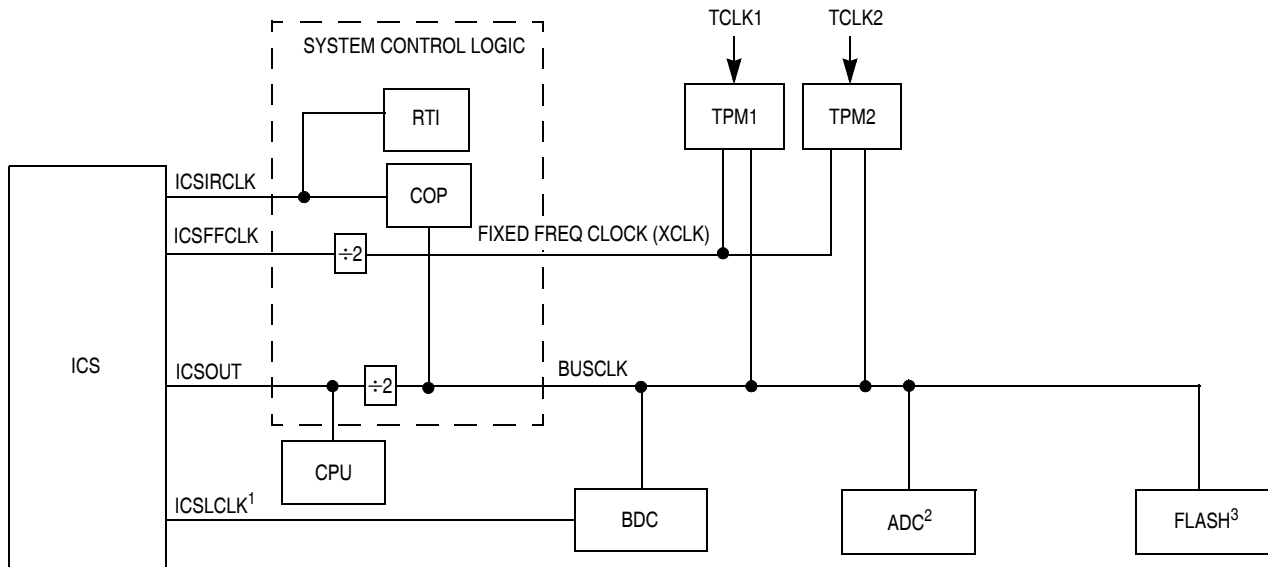 TCLK1
TCLK2
SYSTEM CONTROL LOGIC
RTI
TPM1
TPM2
ICSIRCLK
COP
ICSFFCLK
÷2
FIXED FREQ CLOCK (XCLK)
ICS
ICSOUT
÷2
BUSCLK
CPU
ICSLCLK¹
BDC
ADC²
FLASH³